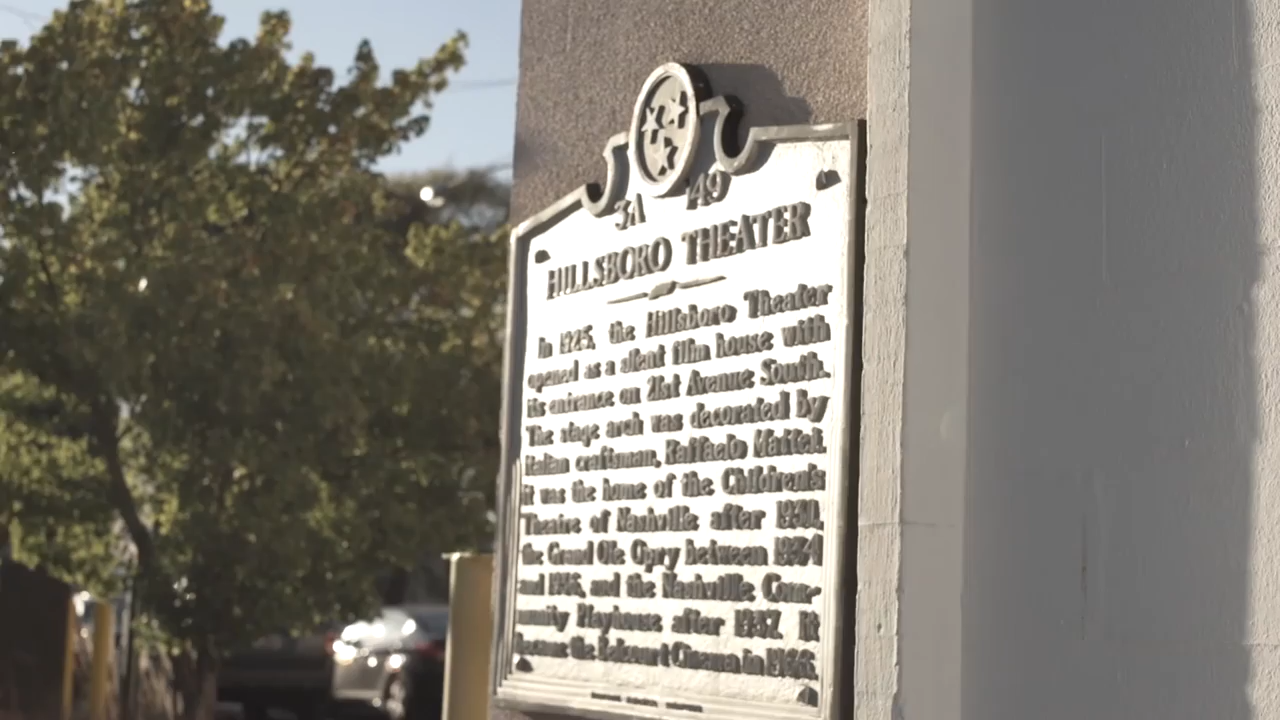 3A 49
HILLSBORO THEATER
In 1925, the Hillsboro Theater
opened as a silent film house with
its entrance on 21st Avenue South.
The stage arch was decorated by
Italian craftsman, Raffaelo Mattei.
It was the home of the Children's
Theatre of Nashville after 1930,
the Grand Ole Opry between 1934
and 1936, and the Nashville Com-
munity Playhouse after 1937. It
became the Belcourt Cinema in 1966.